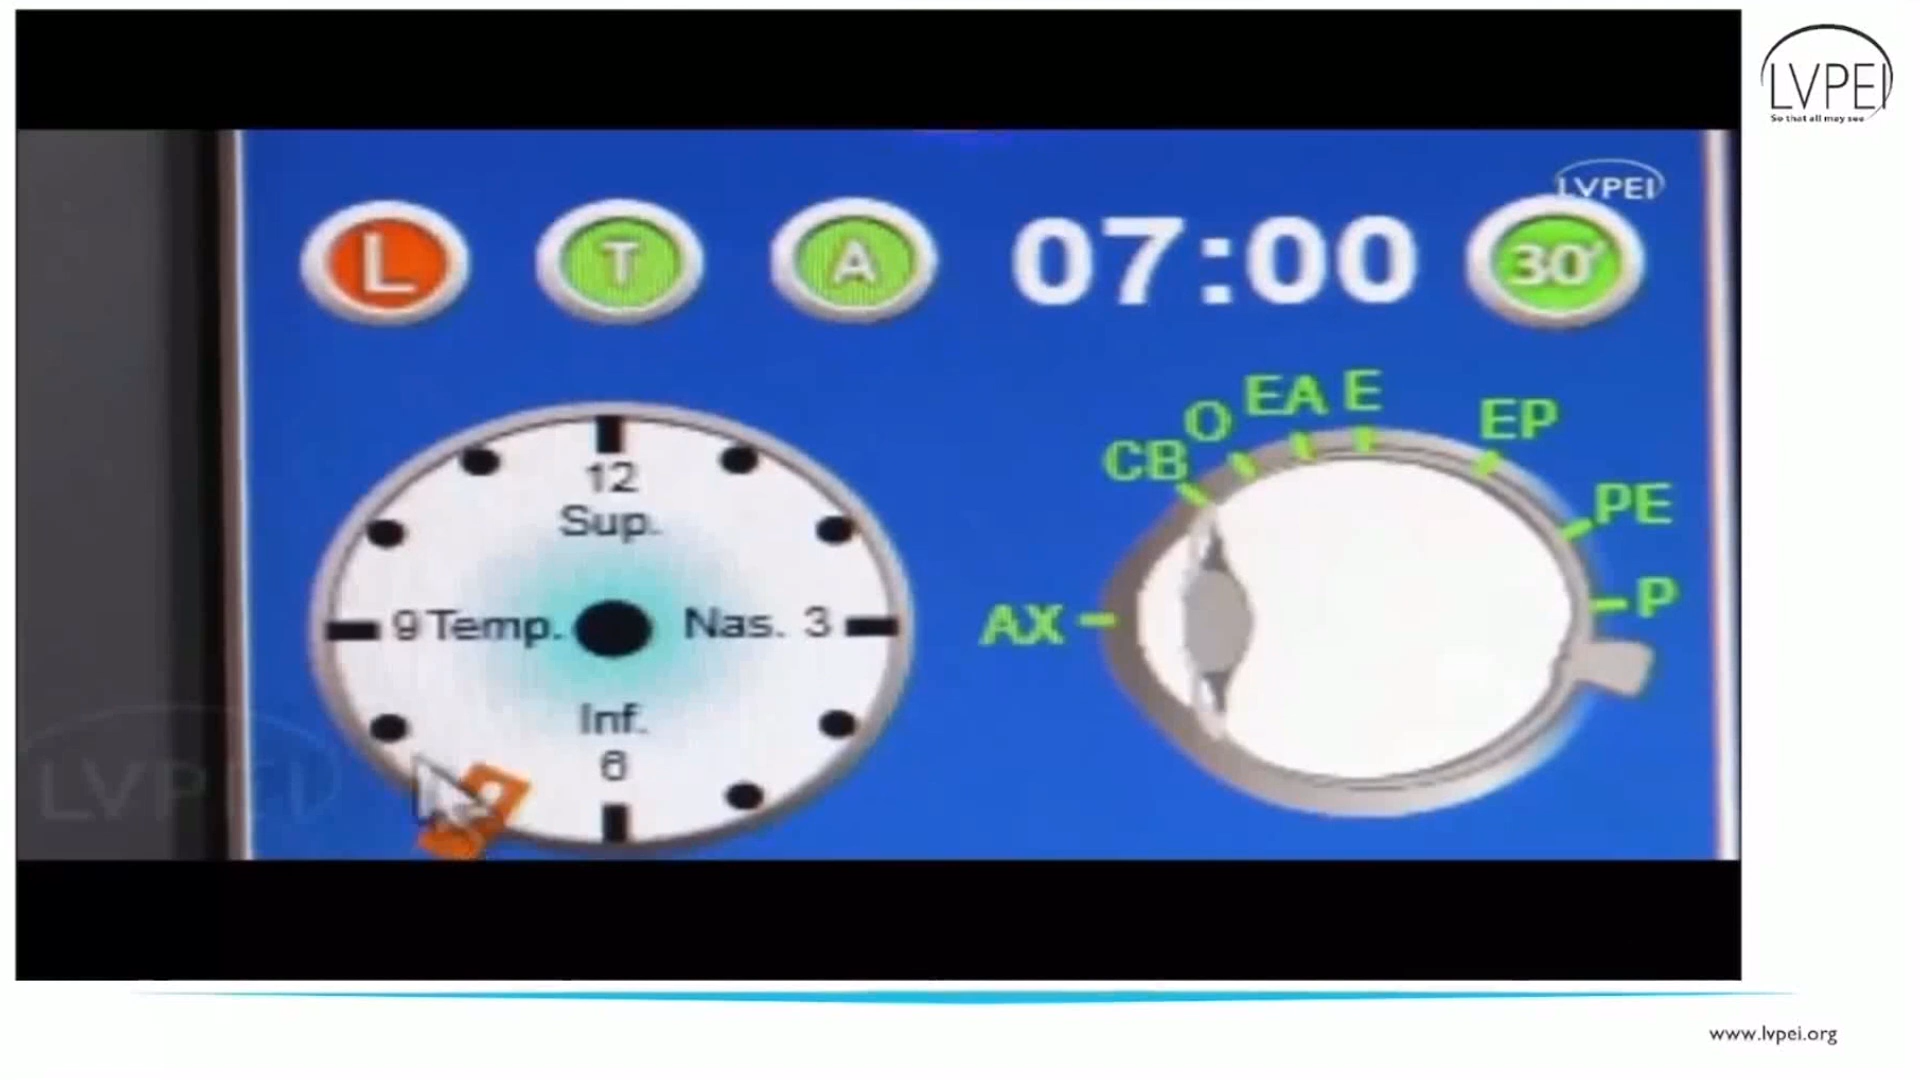 LVPEI
So that all may see
LVPEI
L T A 07:00 30'
12
Sup.
9 Temp. Nas. 3
Inf.
6
CB O EA E EP
PE
AX P
LVPEI
www.lvpei.org